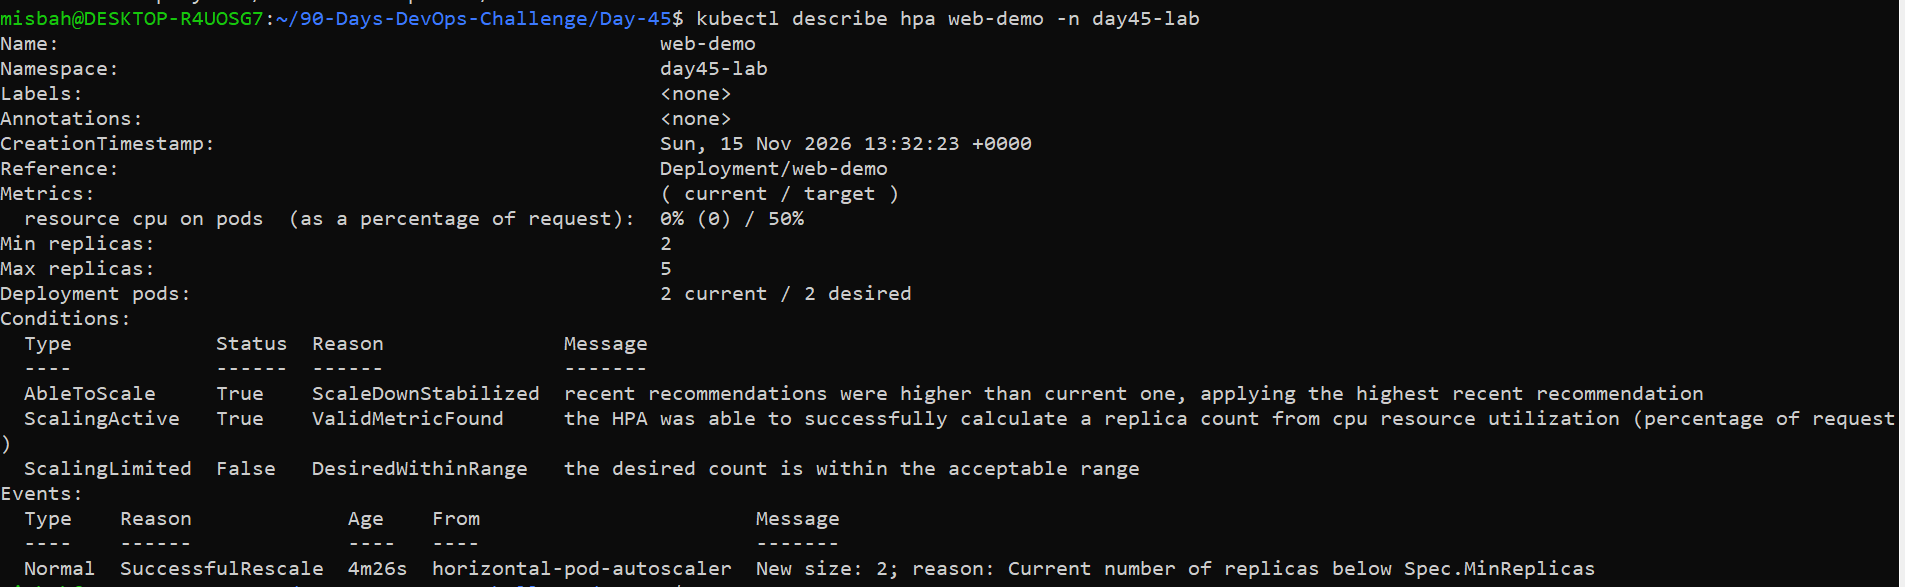 misbah@DESKTOP-R4UOSG7:~/90-Days-DevOps-Challenge/Day-45$ kubectl describe hpa web-demo -n day45-lab
Name:                                                  web-demo
Namespace:                                             day45-lab
Labels:                                                <none>
Annotations:                                           <none>
CreationTimestamp:                                     Sun, 15 Nov 2026 13:32:23 +0000
Reference:                                             Deployment/web-demo
Metrics:                                               ( current / target )
  resource cpu on pods  (as a percentage of request):  0% (0) / 50%
Min replicas:                                          2
Max replicas:                                          5
Deployment pods:                                       2 current / 2 desired
Conditions:
  Type            Status  Reason               Message
  ----            ------  ------               -------
  AbleToScale     True    ScaleDownStabilized  recent recommendations were higher than current one, applying the highest recent recommendation
  ScalingActive   True    ValidMetricFound     the HPA was able to successfully calculate a replica count from cpu resource utilization (percentage of request
)
  ScalingLimited  False   DesiredWithinRange   the desired count is within the acceptable range
Events:
  Type    Reason             Age    From                       Message
  ----    ------             ----   ----                       -------
  Normal  SuccessfulRescale  4m26s  horizontal-pod-autoscaler  New size: 2; reason: Current number of replicas below Spec.MinReplicas